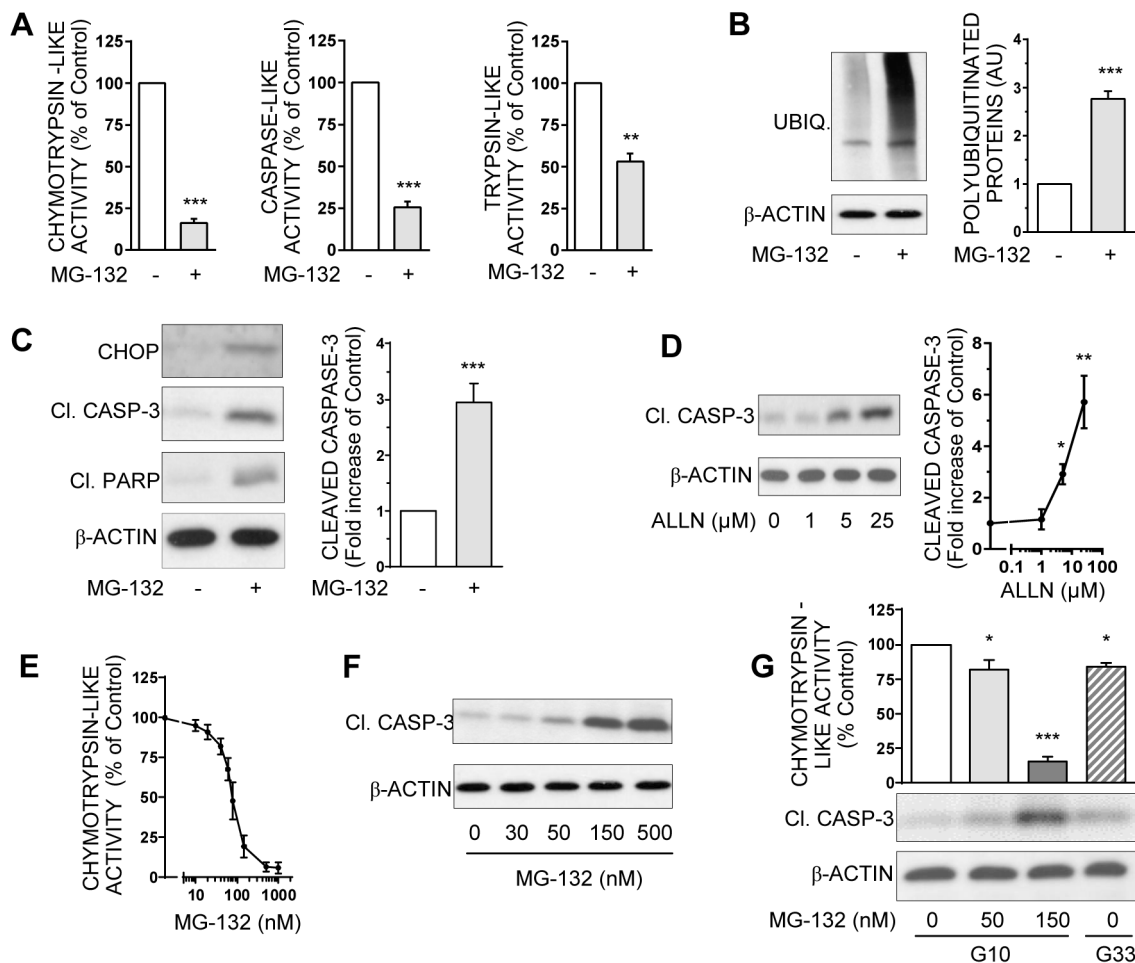 A
CHYMOTRYPSIN -LIKE
ACTIVITY (% of Control)
125
100
75
50
25
0
***
MG-132 - +
CASPASE-LIKE
ACTIVITY (% of Control)
125
100
75
50
25
0
***
MG-132 - +
TRYPSIN-LIKE
ACTIVITY (% of Control)
125
100
75
50
25
0
**
MG-132 - +
B
UBIQ.
β-ACTIN
MG-132 - +
POLYUBIQUITINATED
PROTEINS (AU)
4
3
2
1
0
***
MG-132 - +
C
CHOP
Cl. CASP-3
Cl. PARP
β-ACTIN
MG-132 - +
CLEAVED CASPASE-3
(Fold increase of Control)
4
3
2
1
0
***
MG-132 - +
D
Cl. CASP-3
β-ACTIN
ALLN (µM) 0 1 5 25
CLEAVED CASPASE-3
(Fold increase of Control)
8
6
4
2
0
*
**
0.1 1 10 100
ALLN (µM)
E
CHYMOTRYPSIN-LIKE
ACTIVITY (% of Control)
125
100
75
50
25
0
10 100 1000
MG-132 (nM)
F
Cl. CASP-3
β-ACTIN
0 30 50 150 500
MG-132 (nM)
G
CHYMOTRYPSIN -
LIKE ACTIVITY
(% Control)
125
100
75
50
25
0
* *** *
Cl. CASP-3
β-ACTIN
MG-132 (nM) 0 50 150 0
G10 G33